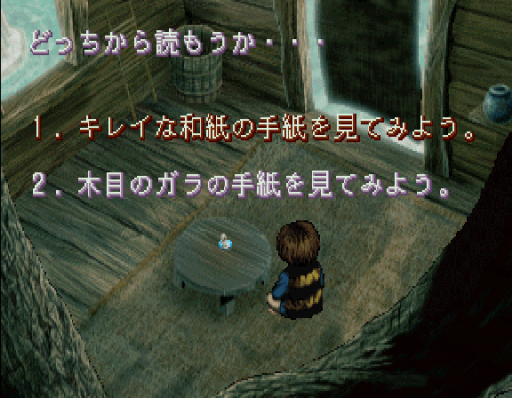 どっちから読もうか・・・
1．キレイな和紙の手紙を見てみよう。
2．木目のガラの手紙を見てみよう。